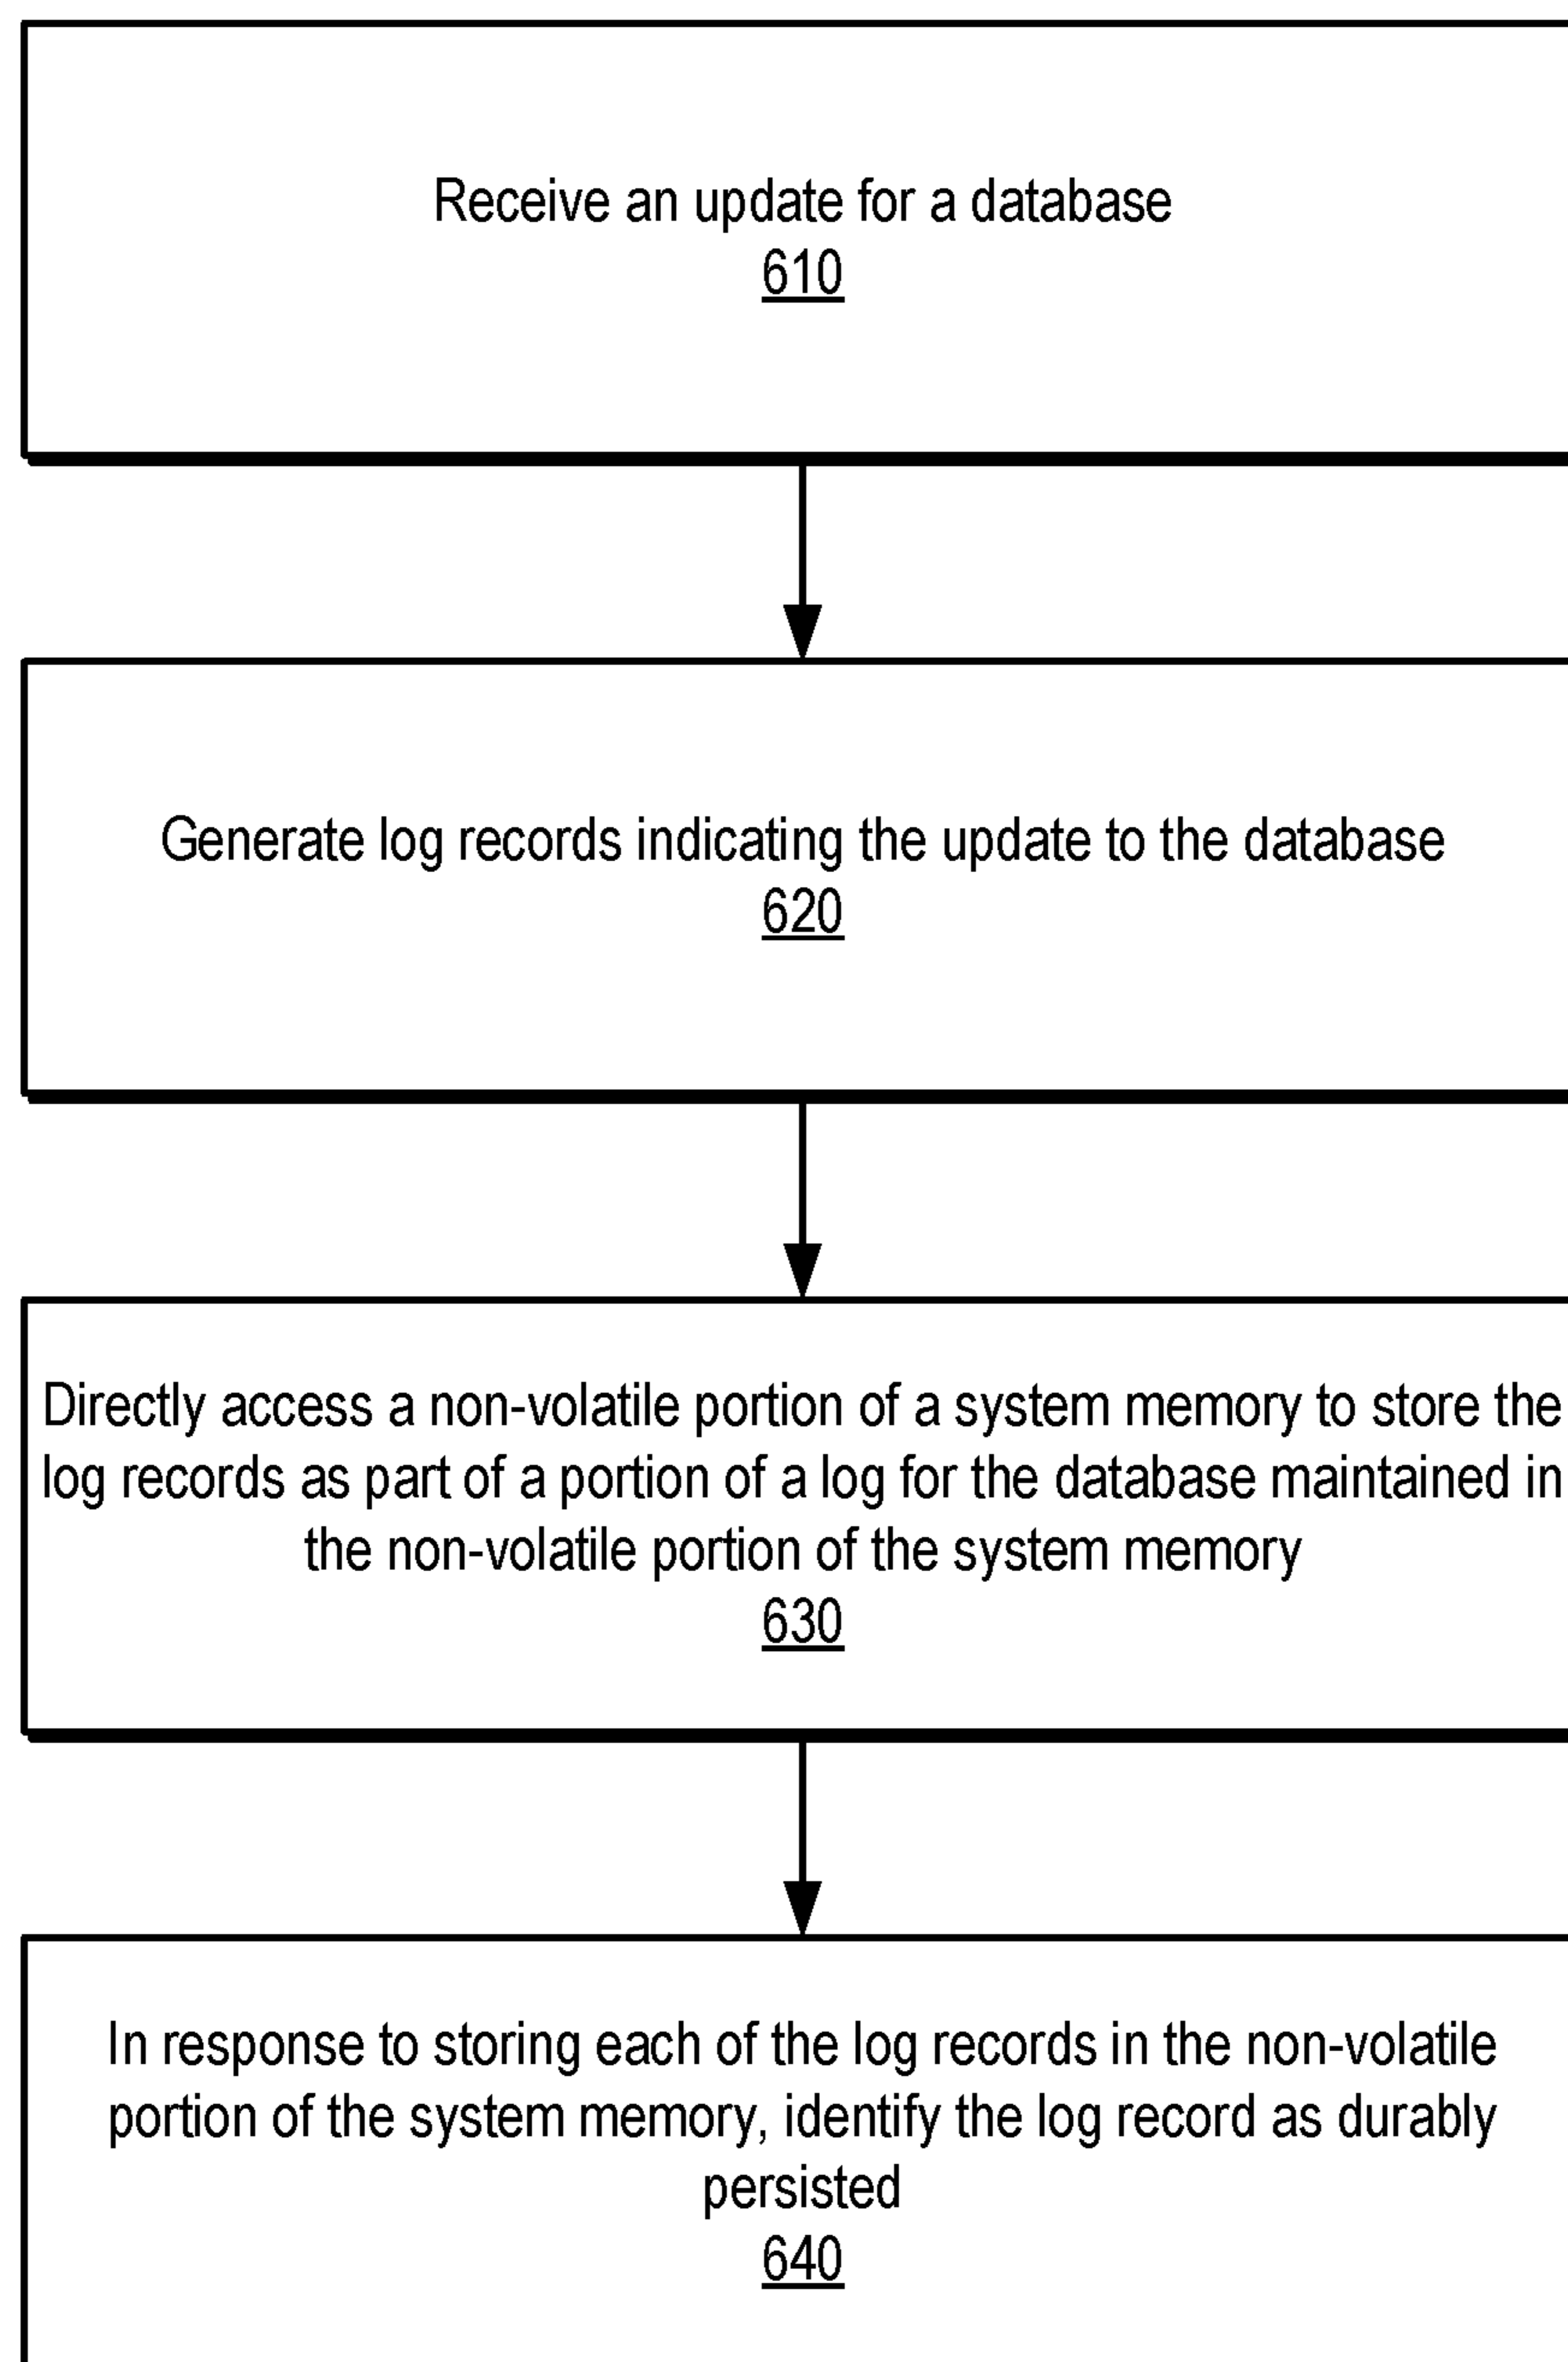 Receive an update for a database
610
Generate log records indicating the update to the database
620
Directly access a non-volatile portion of a system memory to store the
log records as part of a portion of a log for the database maintained in
the non-volatile portion of the system memory
630
In response to storing each of the log records in the non-volatile
portion of the system memory, identify the log record as durably
persisted
640